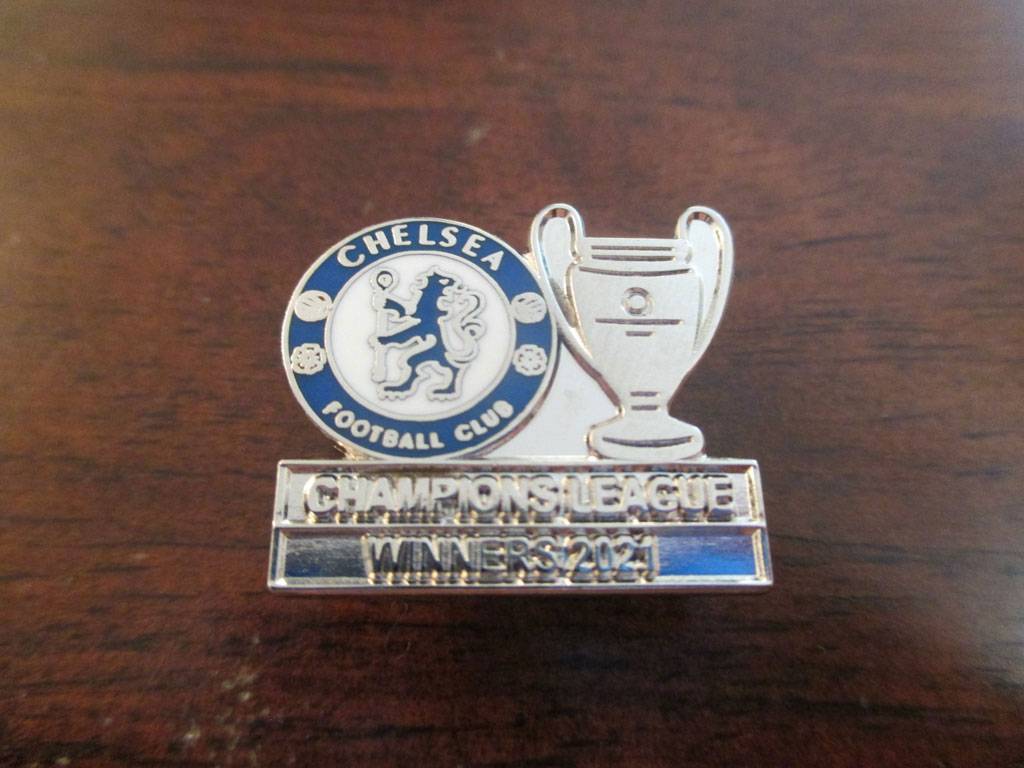 CHELSEA
FOOTBALL CLUB
CHAMPIONS LEAGUE
WINNERS 2021